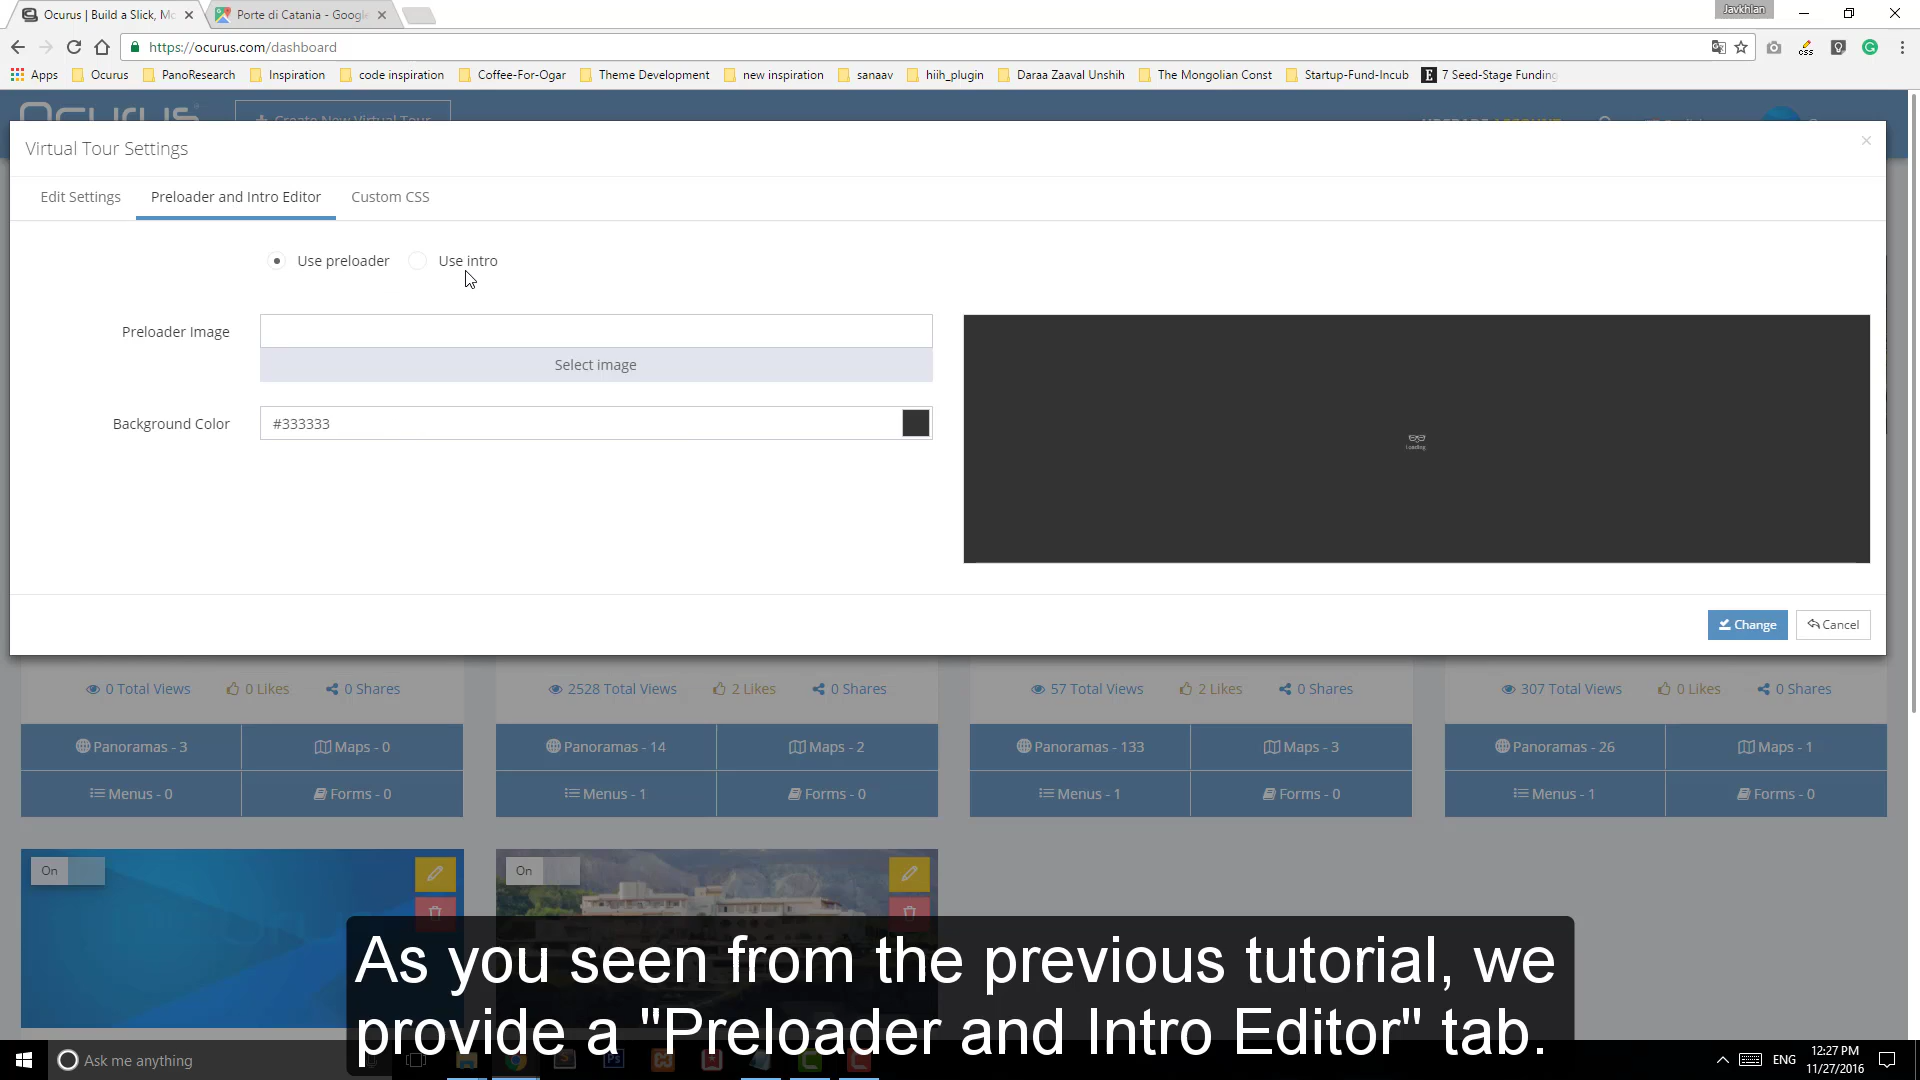 Ocurus | Build a Slick, Mo
Porte di Catania - Google
Javkhlan
https://ocurus.com/dashboard
Apps
Ocurus
PanoResearch
Inspiration
code inspiration
Coffee-For-Ogar
Theme Development
new inspiration
sanaav
hiih_plugin
Daraa Zaaval Unshih
The Mongolian Const
Startup-Fund-Incub
7 Seed-Stage Funding
Ocurus
+ Create New Virtual Tour
Virtual Tour Settings
Edit Settings
Preloader and Intro Editor
Custom CSS
Use preloader
Use intro
Preloader Image
Select image
Loading
Background Color
#333333
Change
Cancel
0 Total Views
0 Likes
0 Shares
2528 Total Views
2 Likes
0 Shares
57 Total Views
2 Likes
0 Shares
307 Total Views
0 Likes
0 Shares
Panoramas - 3
Maps - 0
Panoramas - 14
Maps - 2
Panoramas - 133
Maps - 3
Panoramas - 26
Maps - 1
Menus - 0
Forms - 0
Menus - 1
Forms - 0
Menus - 1
Forms - 0
Menus - 1
Forms - 0
On
On
As you seen from the previous tutorial, we
provide a "Preloader and Intro Editor" tab.
Ask me anything
ENG
12:27 PM
11/27/2016